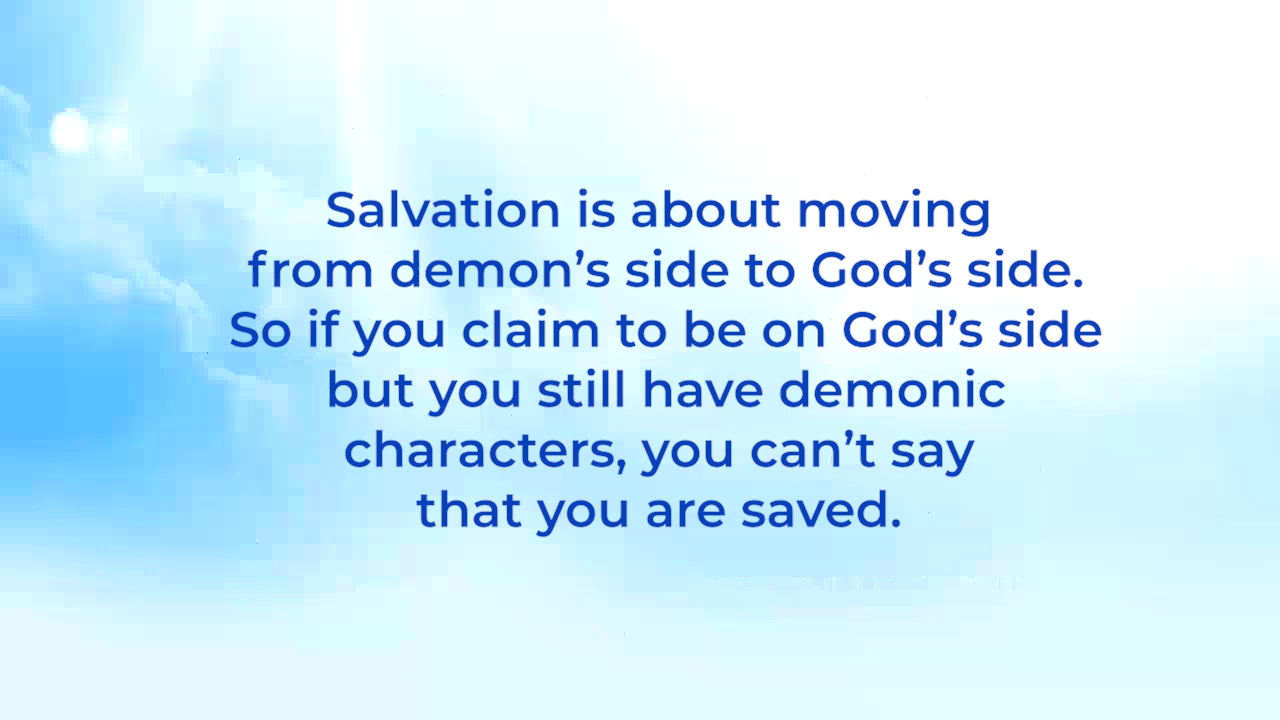 Salvation is about moving
from demon’s side to God’s side.
So if you claim to be on God’s side
but you still have demonic
characters, you can’t say
that you are saved.